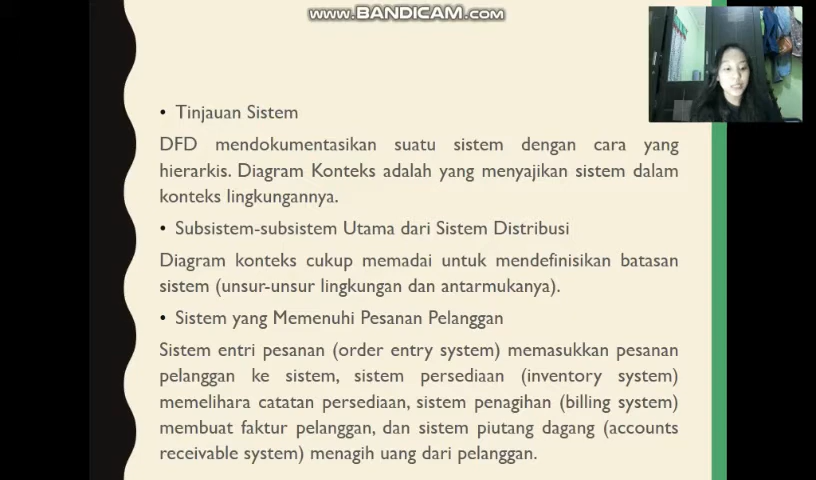 www.BANDICAM.com
• Tinjauan Sistem
DFD mendokumentasikan suatu sistem dengan cara yang
hierarkis. Diagram Konteks adalah yang menyajikan sistem dalam
konteks lingkungannya.
• Subsistem-subsistem Utama dari Sistem Distribusi
Diagram konteks cukup memadai untuk mendefinisikan batasan
sistem (unsur-unsur lingkungan dan antarmukanya).
• Sistem yang Memenuhi Pesanan Pelanggan
Sistem entri pesanan (order entry system) memasukkan pesanan
pelanggan ke sistem, sistem persediaan (inventory system)
memelihara catatan persediaan, sistem penagihan (billing system)
membuat faktur pelanggan, dan sistem piutang dagang (accounts
receivable system) menagih uang dari pelanggan.